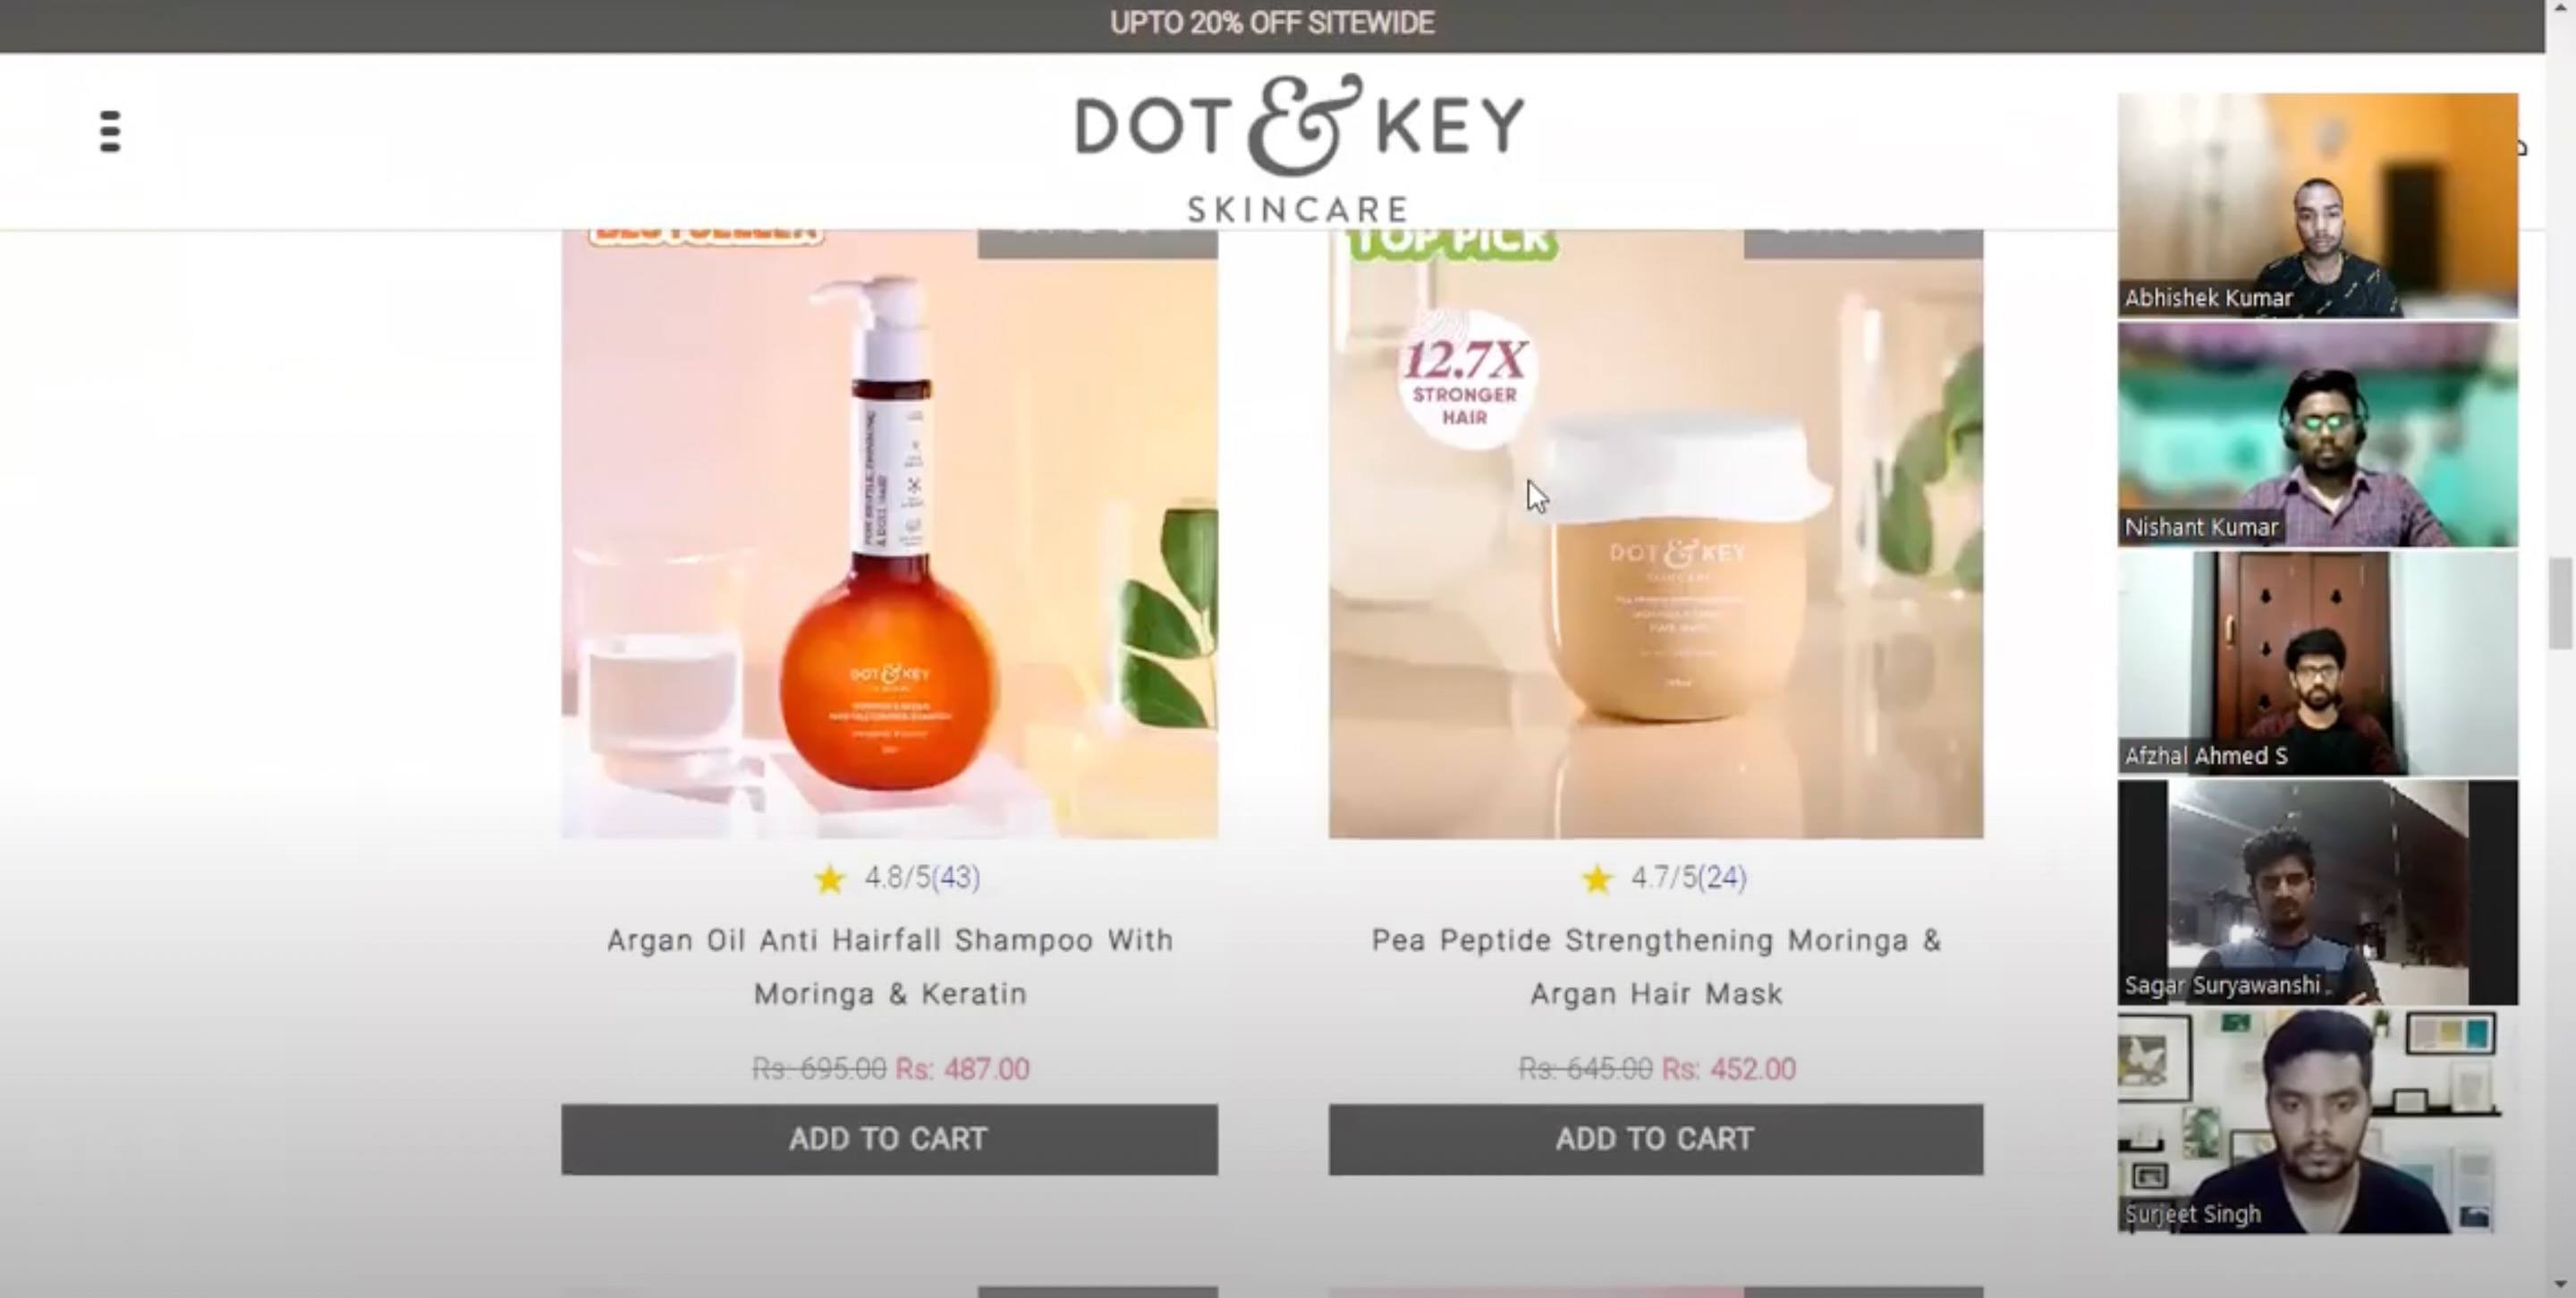 UPTO 20% OFF SITEWIDE
DOT & KEY
SKINCARE
BESTSELLER
TOP PICK
12.7X
STRONGER
HAIR
DOT & KEY
DOT & KEY
SKINCARE
4.8/5(43)
4.7/5(24)
Argan Oil Anti Hairfall Shampoo With
Moringa & Keratin
Pea Peptide Strengthening Moringa &
Argan Hair Mask
Rs: 695.00 Rs: 487.00
Rs: 645.00 Rs: 452.00
ADD TO CART
ADD TO CART
Abhishek Kumar
Nishant Kumar
Afzhal Ahmed S
Sagar Suryawanshi
Surjeet Singh